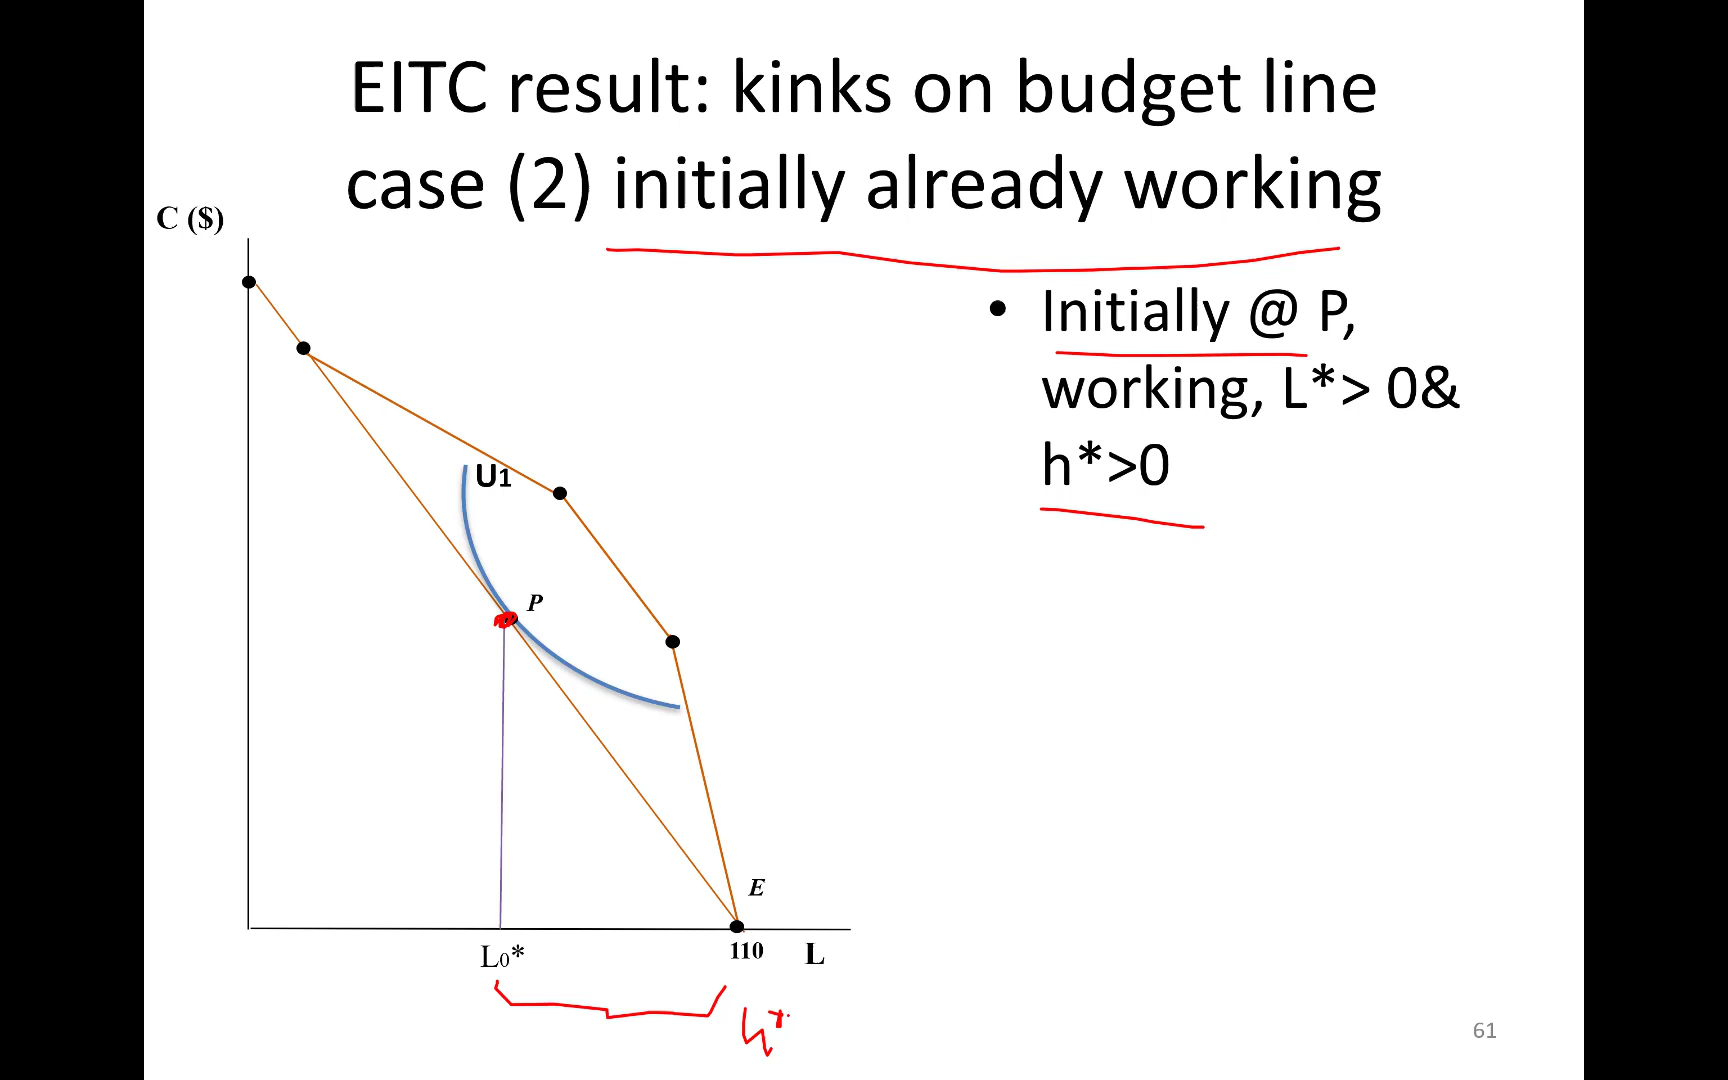 EITC result: kinks on budget line
case (2) initially already working
C ($)
• Initially @ P,
working, L*> 0&
h*>0
U1
P
E
L0*
110
L
h*
61